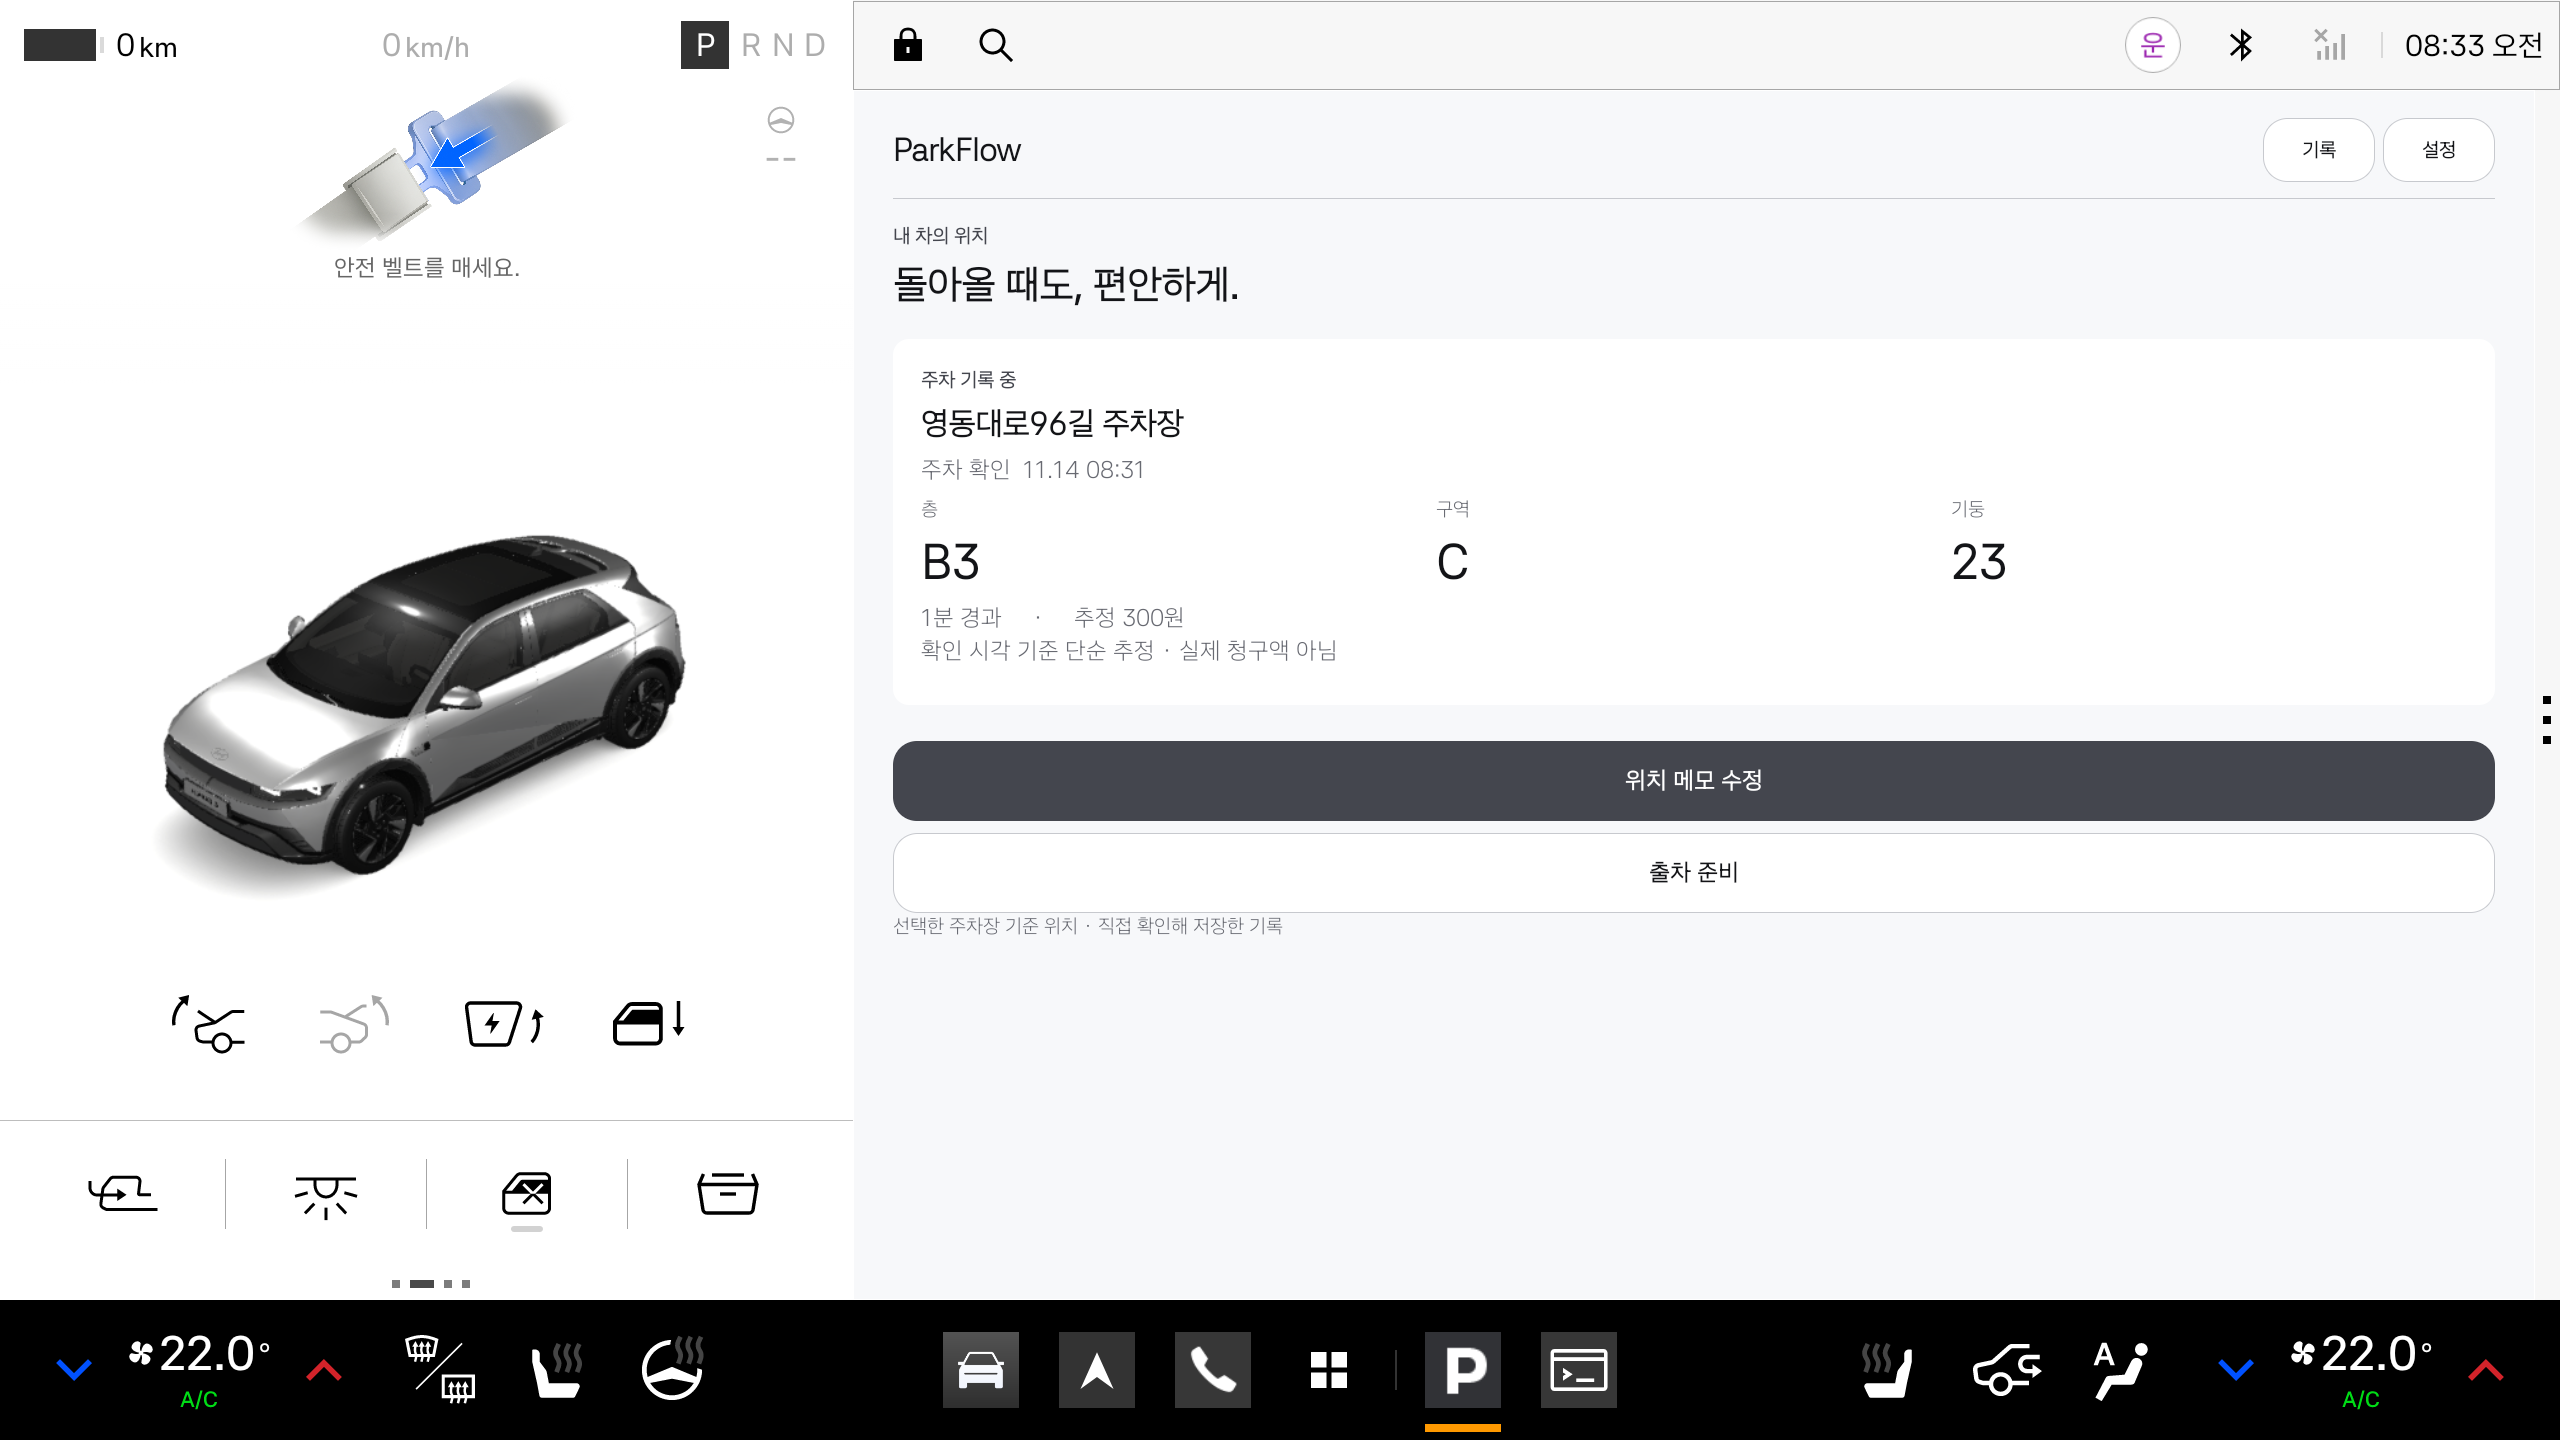 0 km
0 km/h
P R N D
안전 벨트를 매세요.
운
08:33 오전
ParkFlow
기록
설정
내 차의 위치
돌아올 때도, 편안하게.
주차 기록 중
영동대로96길 주차장
주차 확인 11.14 08:31
층
구역
기둥
B3
C
23
1분 경과 · 추정 300원
확인 시각 기준 단순 추정 · 실제 청구액 아님
위치 메모 수정
출차 준비
선택한 주차장 기준 위치 · 직접 확인해 저장한 기록
22.0°
A/C
P
A
22.0°
A/C